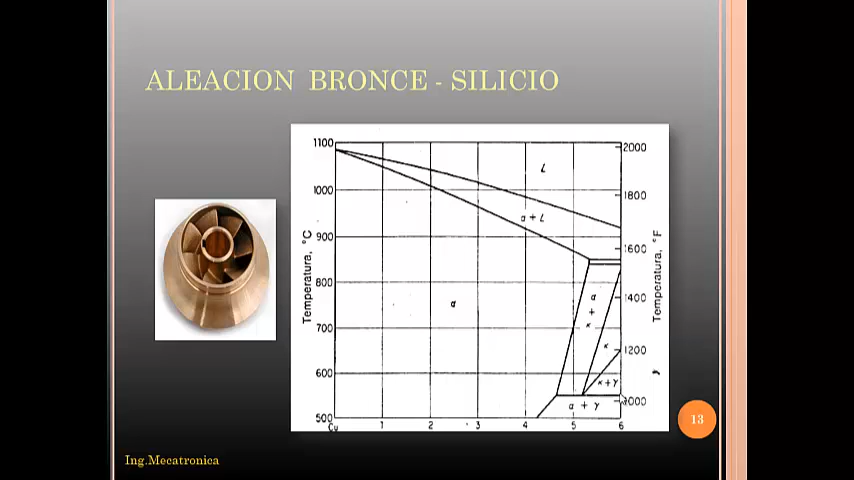 ALEACION BRONCE - SILICIO
1100
1000
900
800
700
600
500
Temperatura, °C
2000
1800
1600
1400
1200
1000
Temperatura, °F
L
α + L
α
α
+
κ
κ
κ+γ
α + γ
Cu 1 2 3 4 5 6
13
Ing.Mecatronica